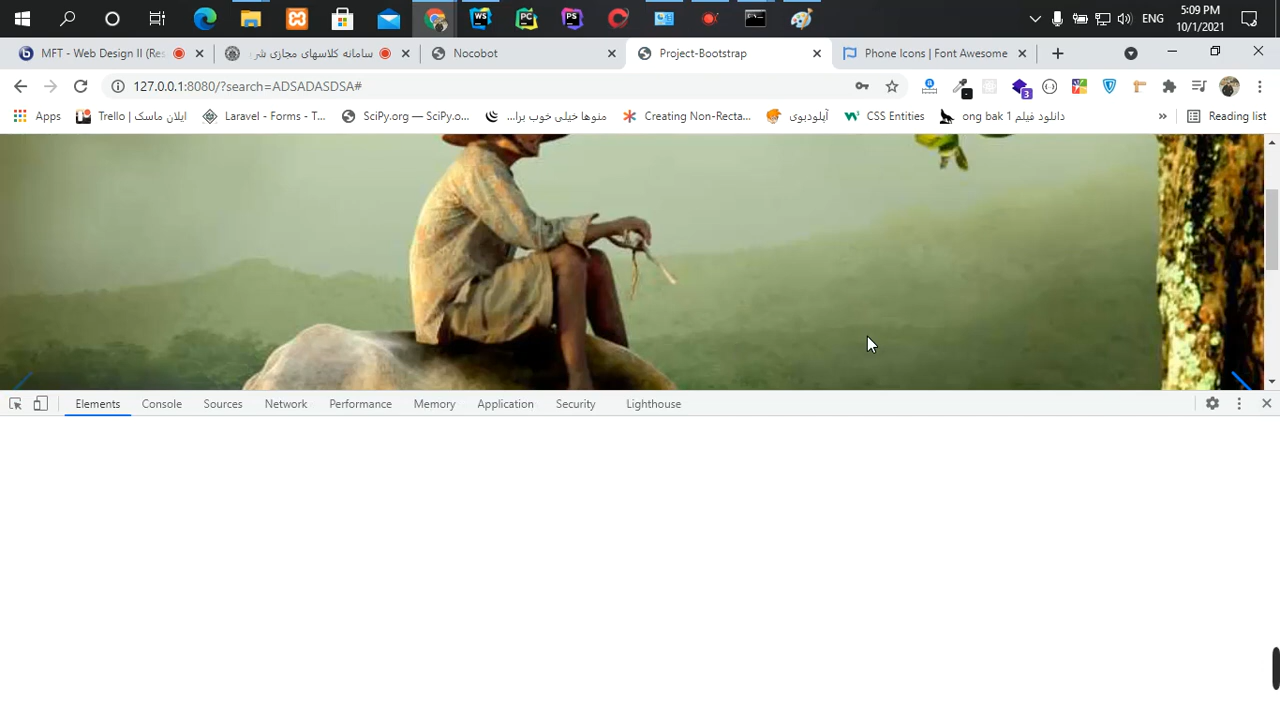 ENG
5:09 PM
10/1/2021
MFT - Web Design II (Res
سامانه کلاسهای مجازی شر
Nocobot
Project-Bootstrap
Phone Icons | Font Awesome
127.0.0.1:8080/?search=ADSADASDSA#
3
Apps
Trello | ایلان ماسک
Laravel - Forms - T...
SciPy.org — SciPy.o...
منوها خیلی خوب برا...
Creating Non-Recta...
آپلودبوی
CSS Entities
دانلود فیلم ong bak 1
»
Reading list
Elements
Console
Sources
Network
Performance
Memory
Application
Security
Lighthouse